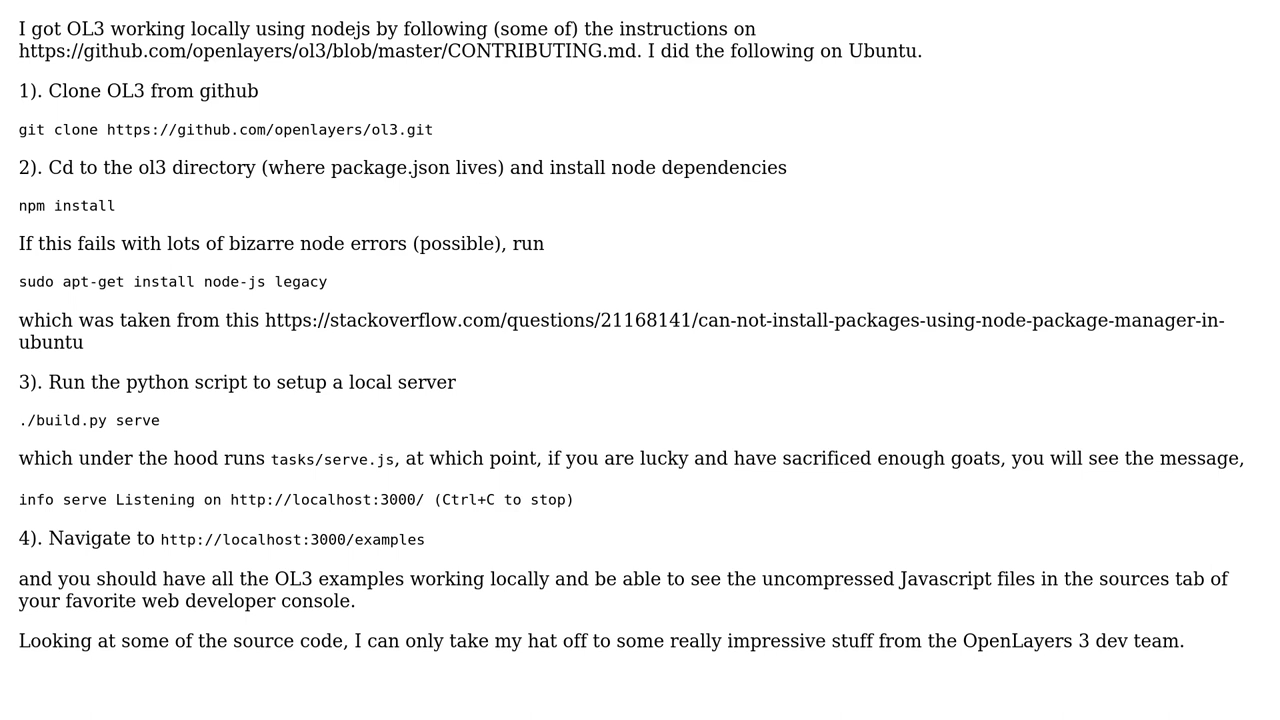 I got OL3 working locally using nodejs by following (some of) the instructions on
https://github.com/openlayers/ol3/blob/master/CONTRIBUTING.md. I did the following on Ubuntu.
1). Clone OL3 from github
git clone https://github.com/openlayers/ol3.git
2). Cd to the ol3 directory (where package.json lives) and install node dependencies
npm install
If this fails with lots of bizarre node errors (possible), run
sudo apt-get install node-js legacy
which was taken from this https://stackoverflow.com/questions/21168141/can-not-install-packages-using-node-package-manager-in-
ubuntu
3). Run the python script to setup a local server
./build.py serve
which under the hood runs tasks/serve.js, at which point, if you are lucky and have sacrificed enough goats, you will see the message,
info serve Listening on http://localhost:3000/ (Ctrl+C to stop)
4). Navigate to http://localhost:3000/examples
and you should have all the OL3 examples working locally and be able to see the uncompressed Javascript files in the sources tab of
your favorite web developer console.
Looking at some of the source code, I can only take my hat off to some really impressive stuff from the OpenLayers 3 dev team.